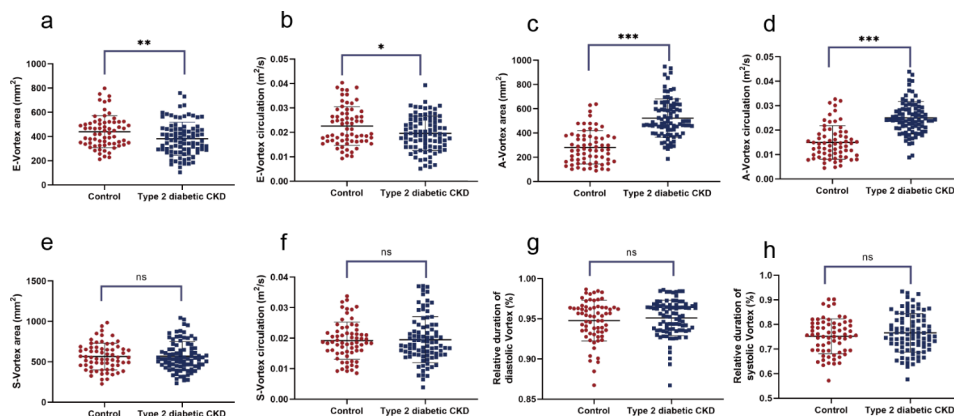 a
**
E-Vortex area (mm²)
1000
800
600
400
200
0
Control
Type 2 diabetic CKD
b
*
E-Vortex circulation (m²/s)
0.05
0.04
0.03
0.02
0.01
0.00
Control
Type 2 diabetic CKD
c
***
A-Vortex area (mm²)
1000
800
600
400
200
0
Control
Type 2 diabetic CKD
d
***
A-Vortex circulation (m²/s)
0.05
0.04
0.03
0.02
0.01
0.00
Control
Type 2 diabetic CKD
e
ns
S-Vortex area (mm²)
1500
1000
500
0
Control
Type 2 diabetic CKD
f
ns
S-Vortex circulation (m²/s)
0.04
0.03
0.02
0.01
0.00
Control
Type 2 diabetic CKD
g
ns
Relative duration of
diastolic Vortex (%)
1.00
0.95
0.90
0.85
Control
Type 2 diabetic CKD
h
ns
Relative duration of
systolic Vortex (%)
1.0
0.9
0.8
0.7
0.6
0.5
Control
Type 2 diabetic CKD